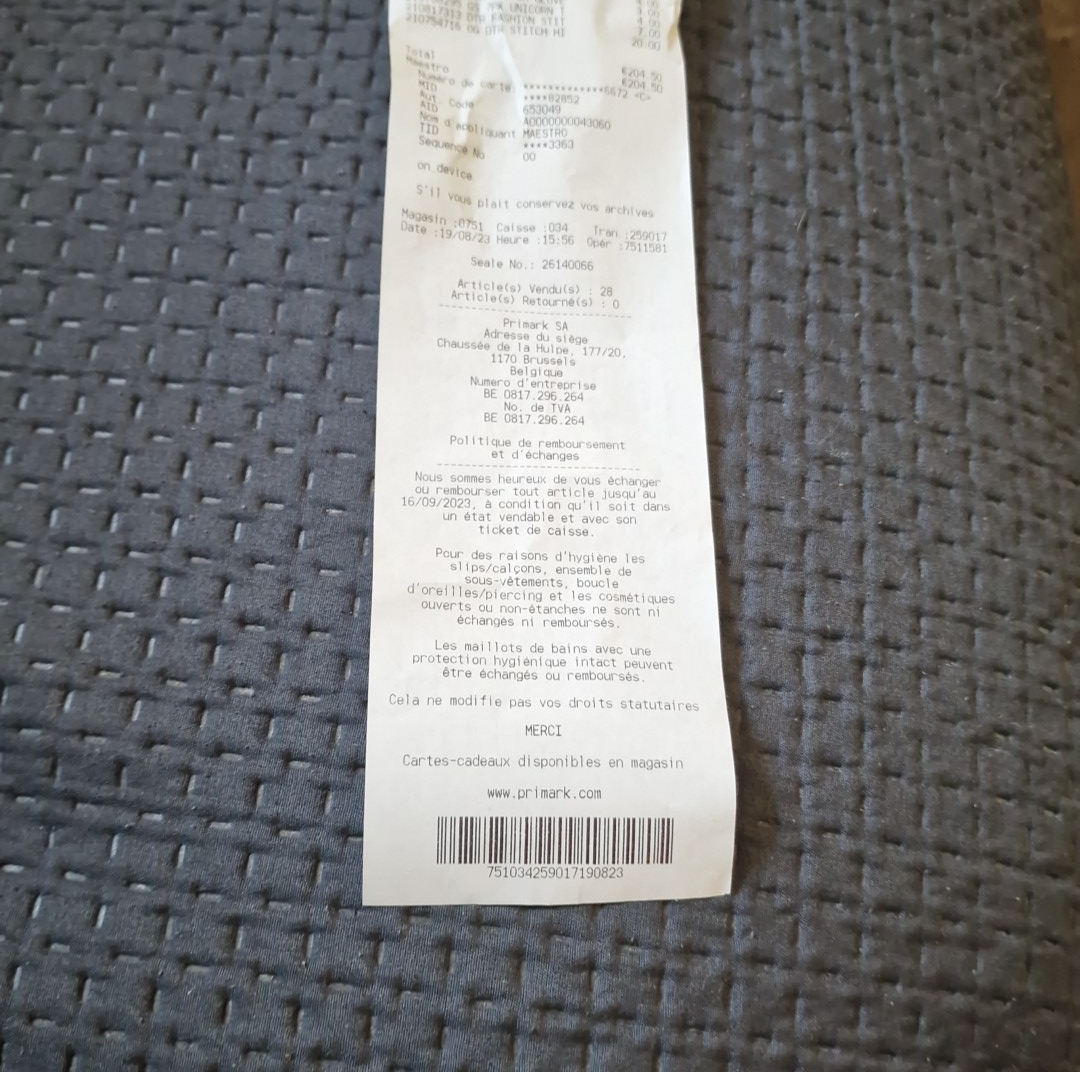 5PK UNICORN
210817313 DTR FASHION STIT 7.00
210754716 OG DTR STITCH HI 20.00
Total €204.50
Maestro €204.50
Numéro de carte: *************6672 <C>
MID ****82852
Aut. Code 653049
AID A0000000043060
Nom d'appliquant MAESTRO
TID ****3363
Sequence No 00
on_device
S'il vous plait conservez vos archives
Magasin :0751 Caisse :034 Tran :259017
Date :19/08/23 Heure :15:56 Opér :7511581
Seale No.: 26140066
Article(s) Vendu(s) : 28
Article(s) Retourné(s) : 0
Primark SA
Adresse du siège
Chaussée de la Hulpe, 177/20,
1170 Brussels
Belgique
Numero d'entreprise
BE 0817.296.264
No. de TVA
BE 0817.296.264
Politique de remboursement
et d'échanges
Nous sommes heureux de vous échanger
ou rembourser tout article jusqu'au
16/09/2023, à condition qu'il soit dans
un état vendable et avec son
ticket de caisse.
Pour des raisons d'hygiène les
slips/calçons, ensemble de
sous-vêtements, boucle
d'oreilles/piercing et les cosmétiques
ouverts ou non-étanches ne sont ni
échangés ni remboursés.
Les maillots de bains avec une
protection hygiénique intact peuvent
être échangés ou remboursés.
Cela ne modifie pas vos droits statutaires
MERCI
Cartes-cadeaux disponibles en magasin
www.primark.com
751034259017190823